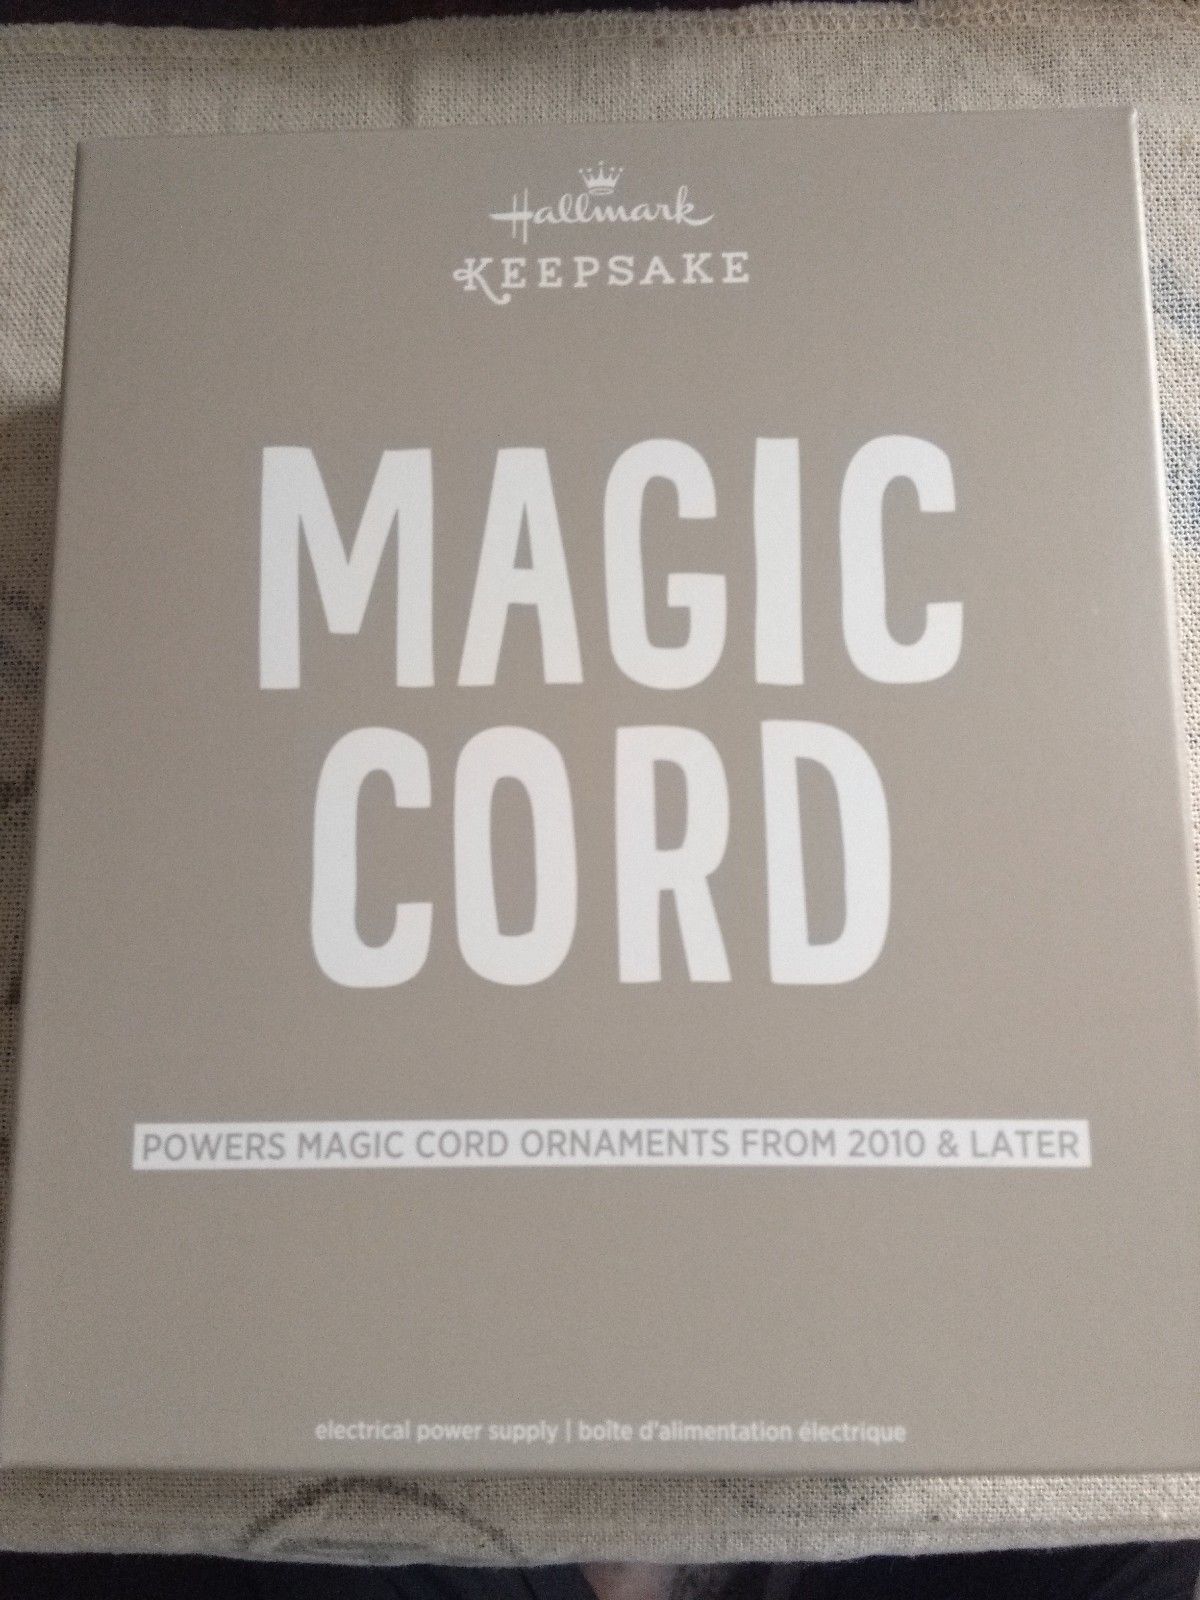 Hallmark
KEEPSAKE
MAGIC
CORD
POWERS MAGIC CORD ORNAMENTS FROM 2010 & LATER
electrical power supply | boîte d'alimentation électrique